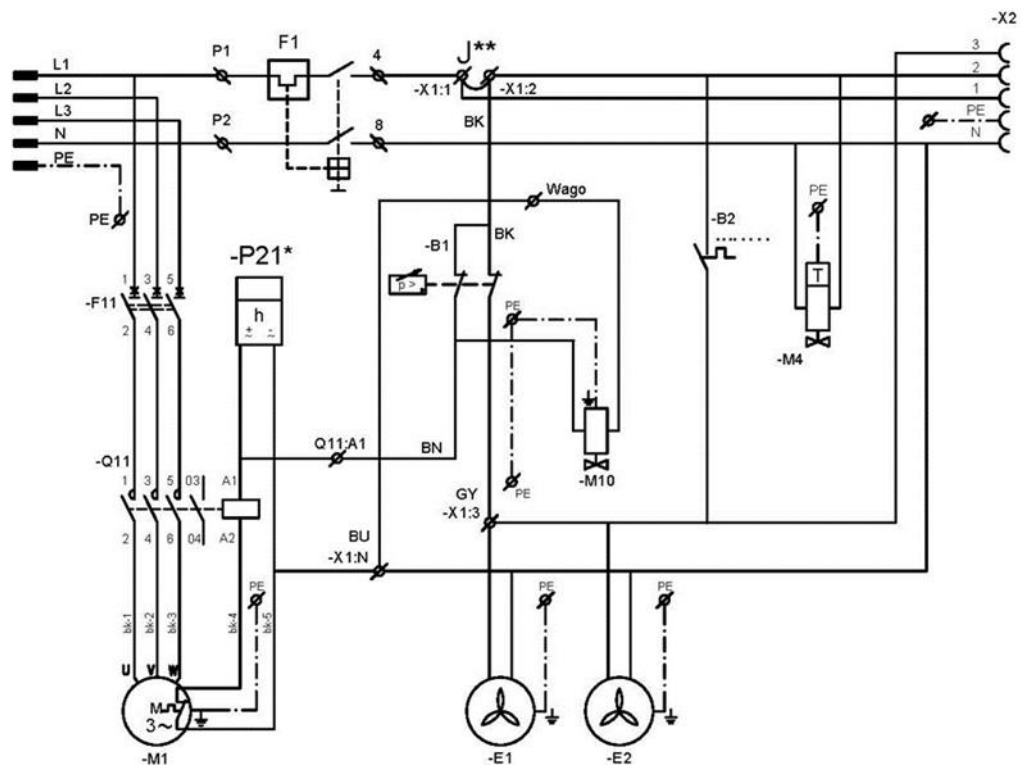 -X2
L1
L2
L3
N
PE
P1
F1
4
J**
-X1:1
-X1:2
3
2
1
PE
N
P2
8
BK
PE
Wago
-B1
BK
-B2
PE
T
-M4
-P21*
h
+ -
~ ~
p >
1 3 5
-F11
2 4 6
PE
-M10
PE
Q11:A1
BN
-Q11
1 3 5 03 A1
2 4 6 04 A2
GY
-X1:3
BU
-X1:N
bk-1
bk-2
bk-3
bk-4
bk-5
PE
PE
PE
U V W
M
3~
-M1
-E1
-E2